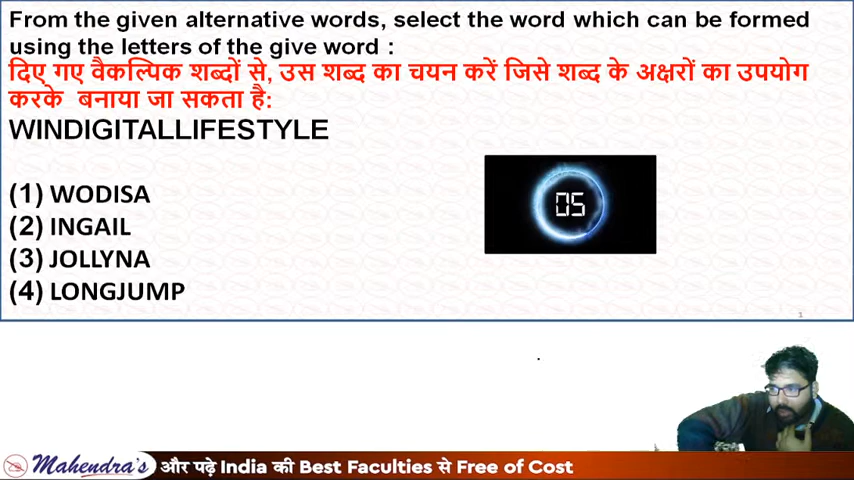 From the given alternative words, select the word which can be formed
using the letters of the give word :
दिए गए वैकल्पिक शब्दों से, उस शब्द का चयन करें जिसे शब्द के अक्षरों का उपयोग
करके बनाया जा सकता है:
WINDIGITALLIFESTYLE
(1) WODISA
(2) INGAIL
(3) JOLLYNA
(4) LONGJUMP
05
1
Mahendra's और पढ़े India की Best Faculties से Free of Cost